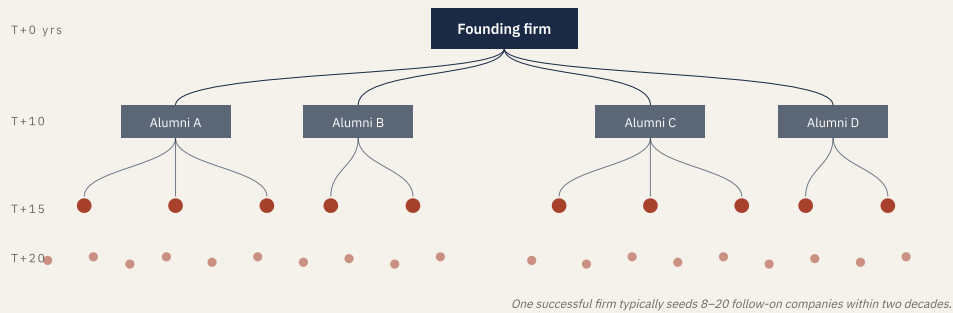 T+0 yrs
Founding firm
T+10
Alumni A
Alumni B
Alumni C
Alumni D
T+15
T+20
One successful firm typically seeds 8–20 follow-on companies within two decades.